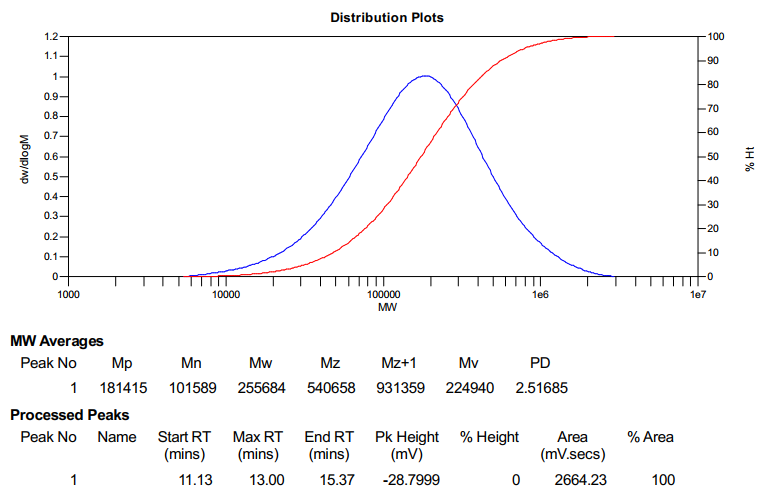 Distribution Plots
1.2
1.1
1
0.9
0.8
0.7
0.6
0.5
0.4
0.3
0.2
0.1
0
dw/dlogM
100
90
80
70
60
50
40
30
20
10
0
% Ht
1000 10000 100000 1e6 1e7
MW
MW Averages
Peak No Mp Mn Mw Mz Mz+1 Mv PD
1 181415 101589 255684 540658 931359 224940 2.51685
Processed Peaks
Peak No Name Start RT Max RT End RT Pk Height % Height Area % Area
(mins) (mins) (mins) (mV) (mV.secs)
1 11.13 13.00 15.37 -28.7999 0 2664.23 100